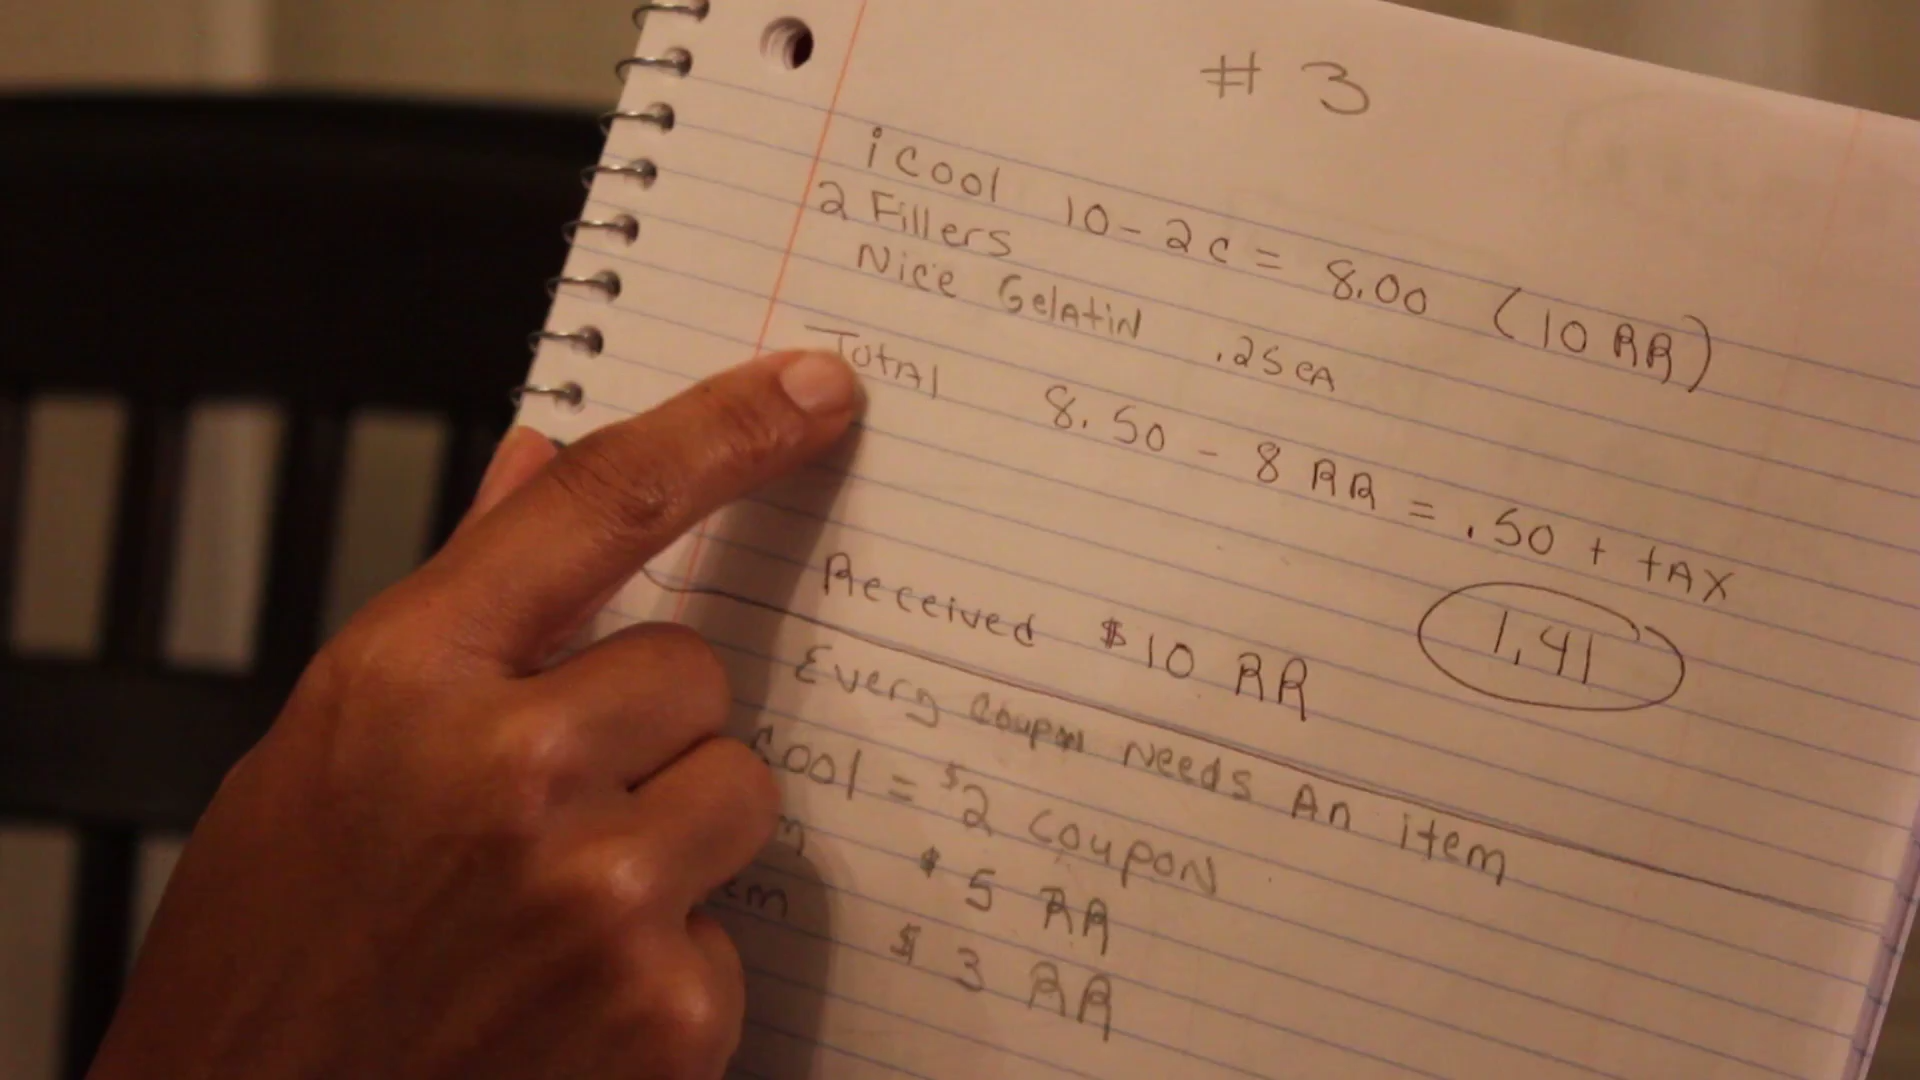 # 3
i cool 10 - 2c = 8.00 (10 RR)
2 Fillers
Nice Gelatin .25 eA
Total 8.50 - 8 RR = .50 + tAX
1.41
Received $10 RR
Every coupon Needs An item
cool = $2 coupon
$5 RR
$3 RR